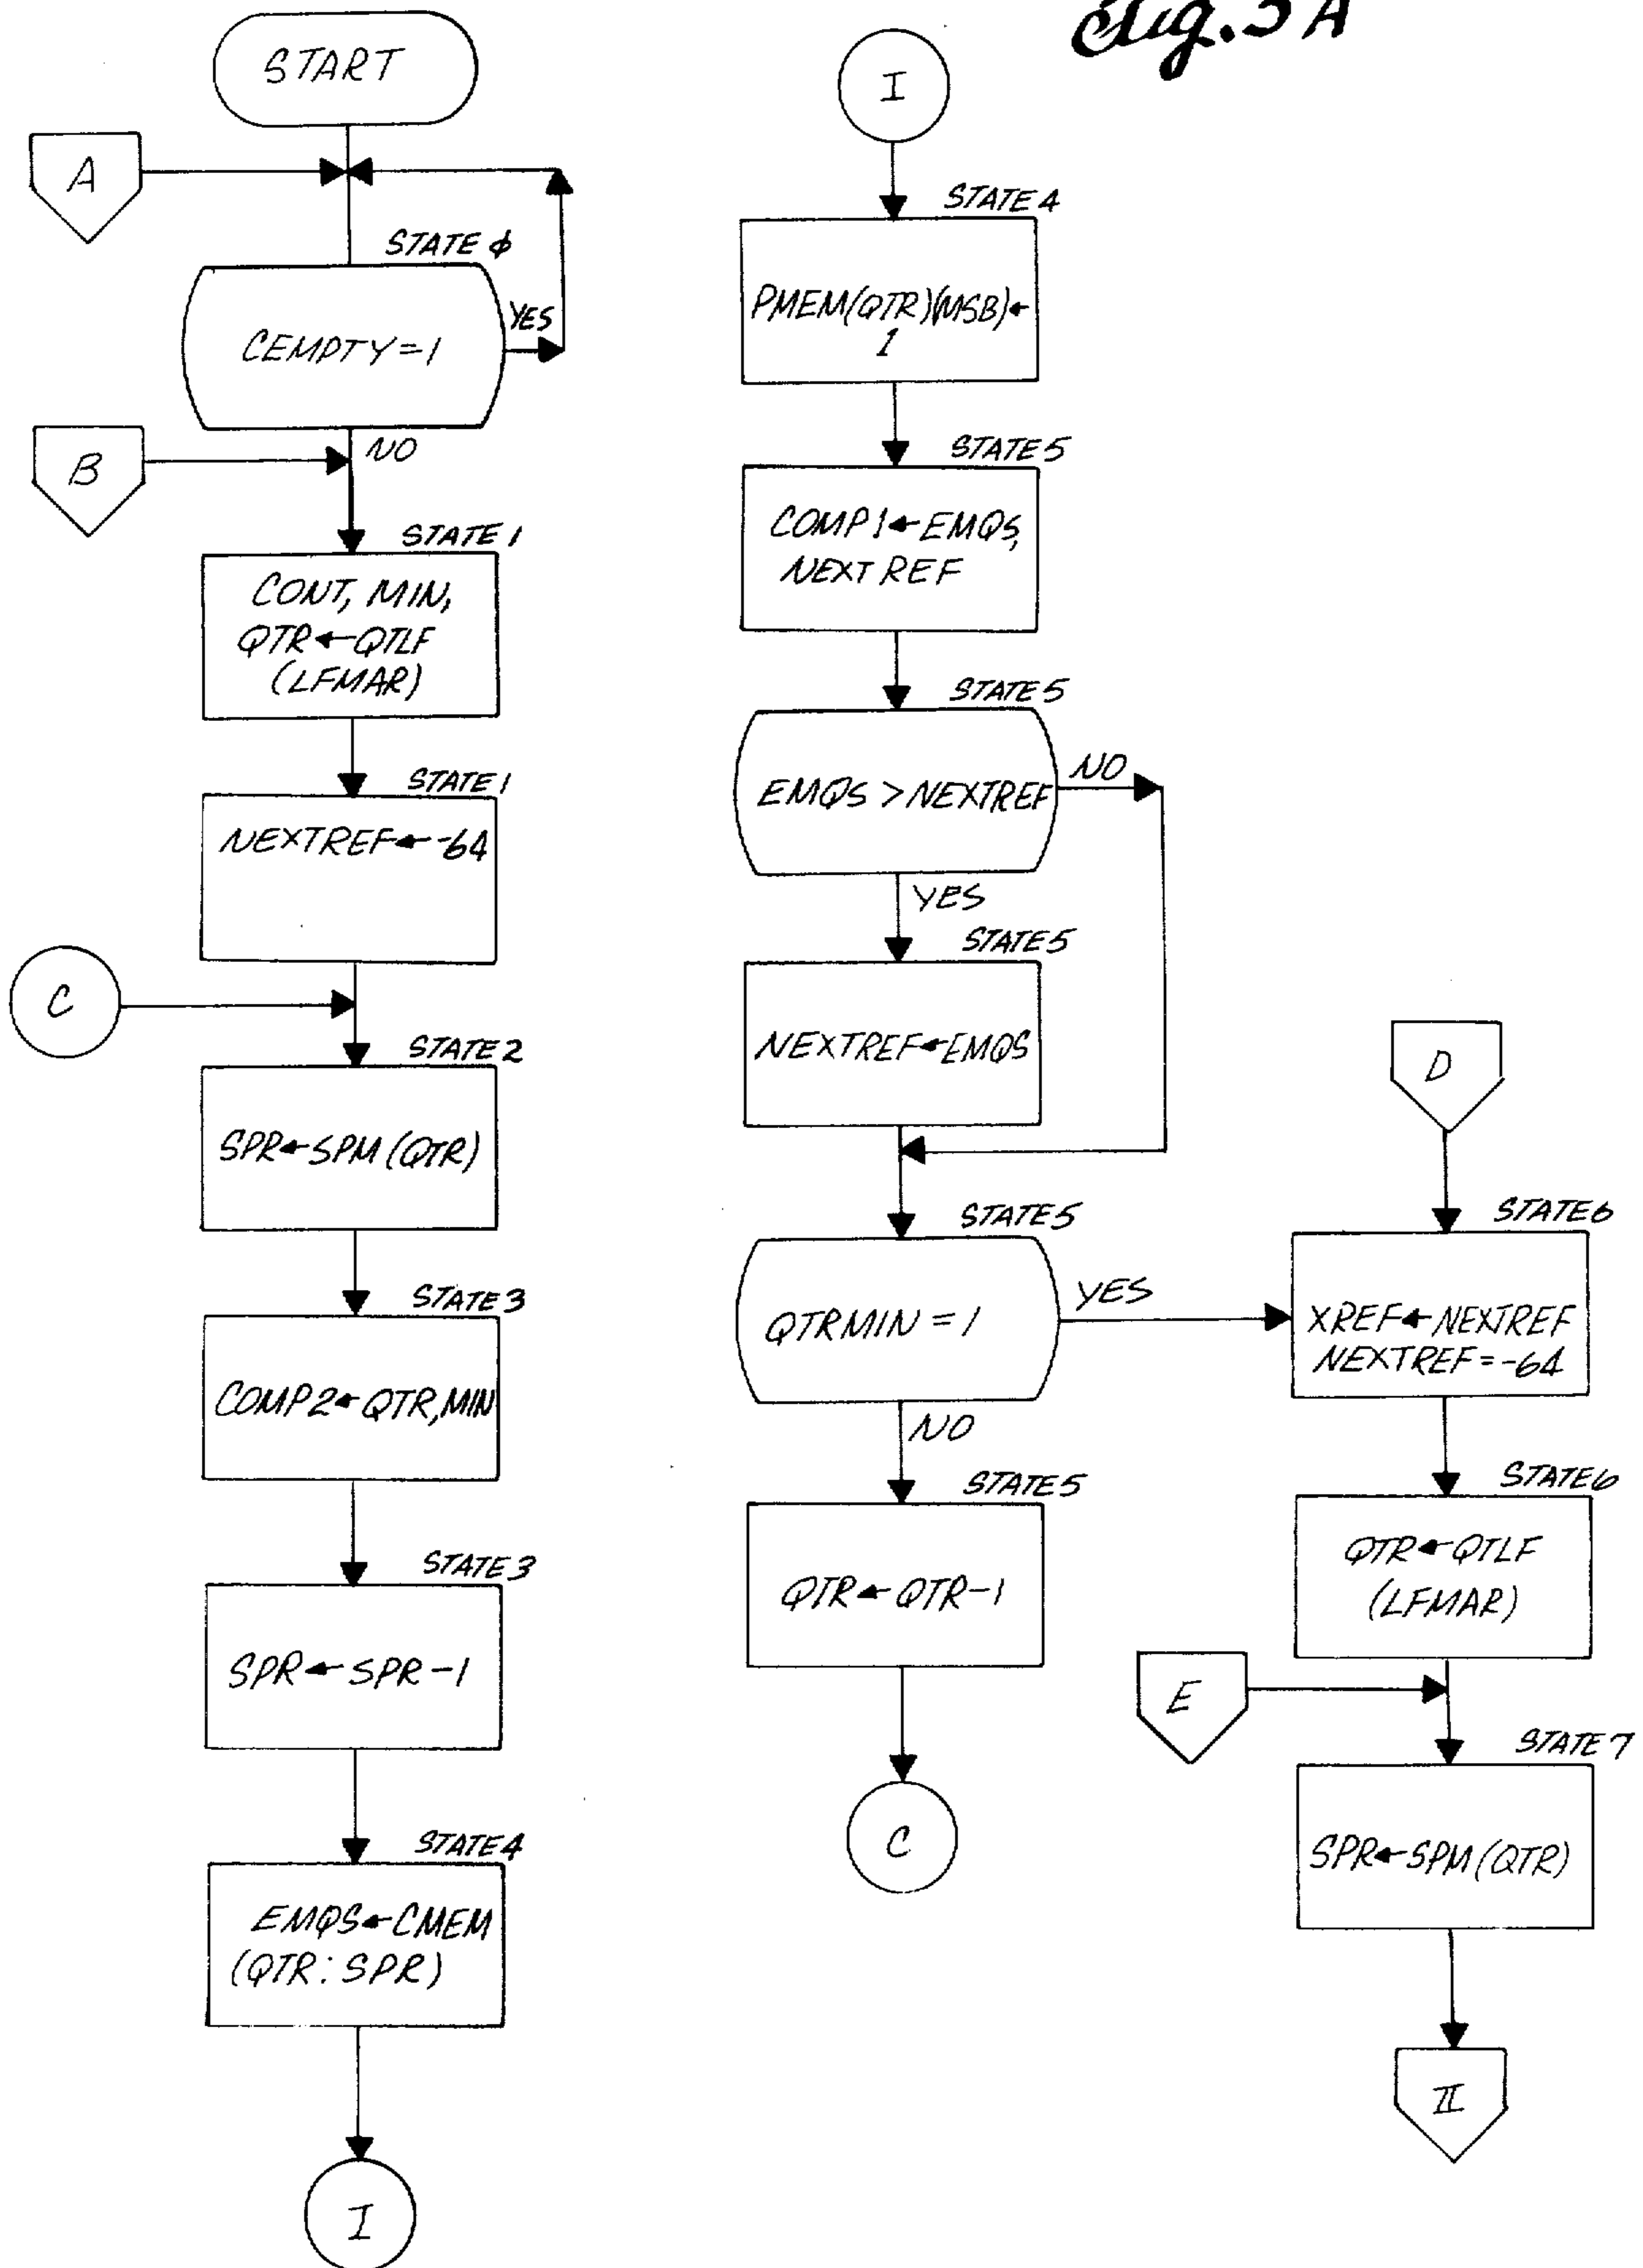 Fig. 3A
START
A
STATE φ
CEMPTY=1
YES
NO
B
STATE 1
CONT, MIN,
QTR←QTLF
(LFMAR)
STATE 1
NEXTREF←-64
C
STATE 2
SPR←SPM(QTR)
STATE 3
COMP2←QTR,MIN
STATE 3
SPR←SPR-1
STATE 4
EMQS←CMEM
(QTR:SPR)
I
I
STATE 4
PMEM(QTR)(MSB)←
1
STATE 5
COMP1←EMQS,
NEXTREF
STATE 5
EMQS>NEXTREF
NO
YES
STATE 5
NEXTREF←EMQS
STATE 5
QTRMIN=1
YES
NO
STATE 5
QTR←QTR-1
C
D
STATE 6
XREF←NEXTREF
NEXTREF=-64
STATE 6
QTR←QTLF
(LFMAR)
E
STATE 7
SPR←SPM(QTR)
II